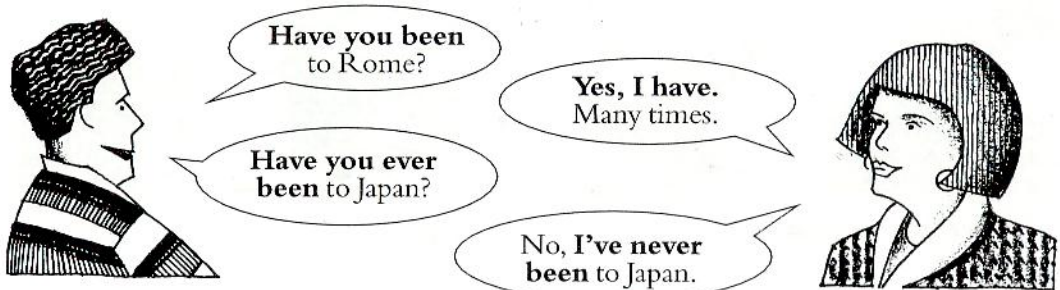 Have you been
to Rome?
Yes, I have.
Many times.
Have you ever
been to Japan?
No, I've never
been to Japan.